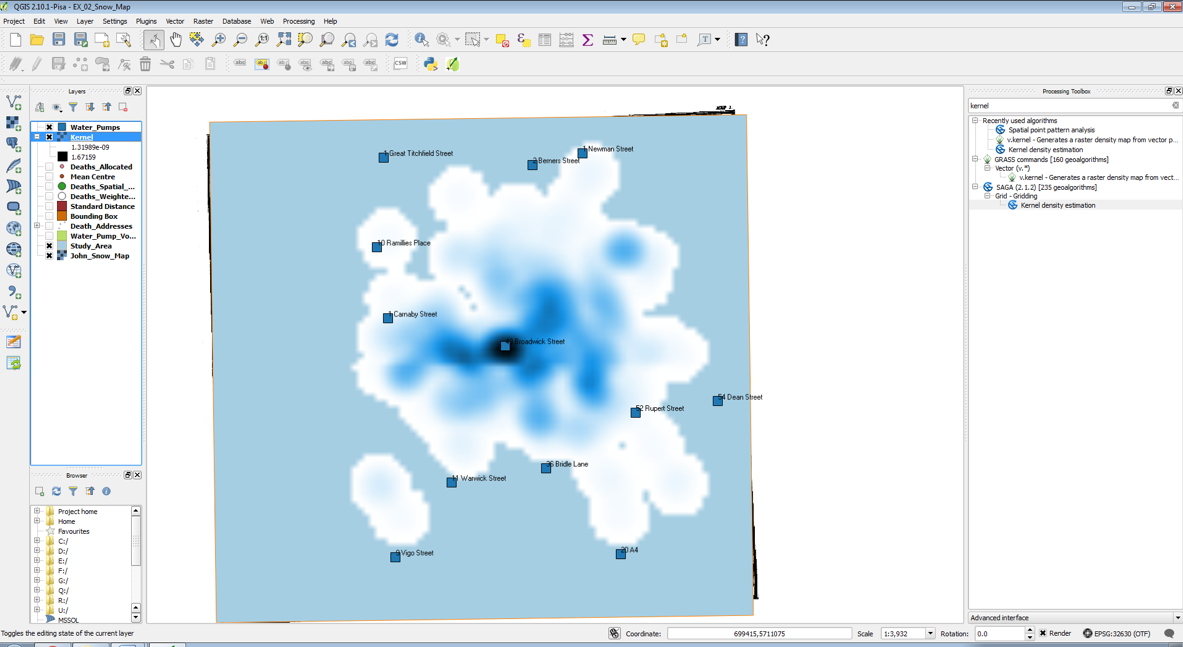 QGIS 2.10.1-Pisa - EX_02_Snow_Map
Project Edit View Layer Settings Plugins Vector Raster Database Web Processing Help
CSW
Layers
Water_Pumps
Kernel
1.31989e-09
1.67159
Deaths_Allocated
Mean Centre
Deaths_Spatial_...
Deaths_Weighte...
Standard Distance
Bounding Box
Death_Addresses
Water_Pump_Vo...
Study_Area
John_Snow_Map
Browser
Project home
Home
Favourites
C:/
D:/
E:/
F:/
G:/
Q:/
R:/
U:/
MSSQL
MAP 1
Great Titchfield Street
2 Berners Street
1 Newman Street
10 Ramillies Place
1 Carnaby Street
Broadwick Street
54 Dean Street
52 Rupert Street
26 Bridle Lane
11 Warwick Street
9 Vigo Street
20 A4
Processing Toolbox
kernel
Recently used algorithms
Spatial point pattern analysis
v.kernel - Generates a raster density map from vector p...
Kernel density estimation
GRASS commands [160 geoalgorithms]
Vector (v.*)
v.kernel - Generates a raster density map from vect...
SAGA (2.1.2) [235 geoalgorithms]
Grid - Gridding
Kernel density estimation
Advanced interface
Toggles the editing state of the current layer
Coordinate: 699415,5711075 Scale 1:3,932 Rotation: 0.0 Render EPSG:32630 (OTF)